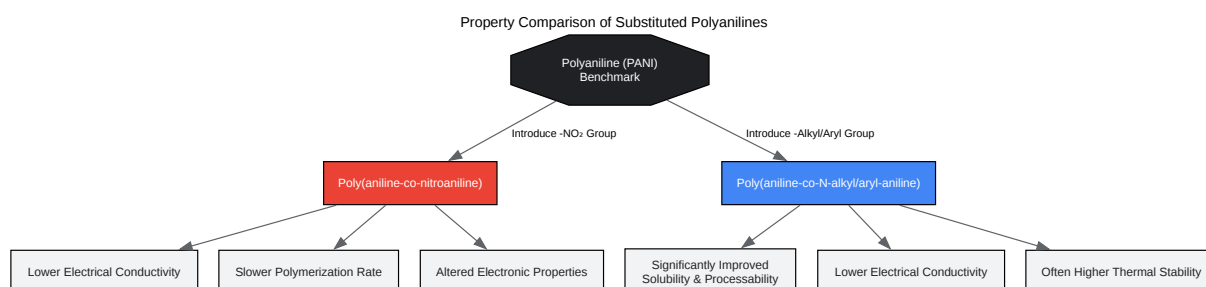 Property Comparison of Substituted Polyanilines
Polyaniline (PANI)
Benchmark
Introduce -NO₂ Group
Introduce -Alkyl/Aryl Group
Poly(aniline-co-nitroaniline)
Poly(aniline-co-N-alkyl/aryl-aniline)
Lower Electrical Conductivity
Slower Polymerization Rate
Altered Electronic Properties
Significantly Improved
Solubility & Processability
Lower Electrical Conductivity
Often Higher Thermal Stability